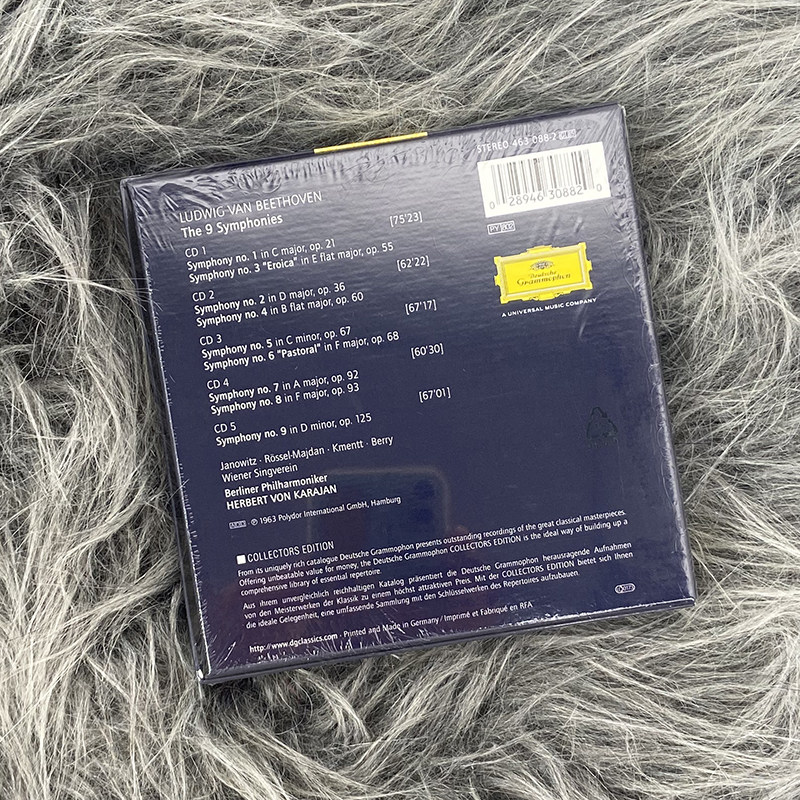 STEREO 463 088-2
0 28946 30882 0
LUDWIG VAN BEETHOVEN
The 9 Symphonies
CD 1 [75'23]
Symphony no. 1 in C major, op. 21
Symphony no. 3 "Eroica" in E flat major, op. 55
CD 2 [62'22]
Symphony no. 2 in D major, op. 36
Symphony no. 4 in B flat major, op. 60
CD 3 [67'17]
Symphony no. 5 in C minor, op. 67
Symphony no. 6 "Pastoral" in F major, op. 68
CD 4 [60'30]
Symphony no. 7 in A major, op. 92
Symphony no. 8 in F major, op. 93
CD 5 [67'01]
Symphony no. 9 in D minor, op. 125
Janowitz · Rössel-Majdan · Kmentt · Berry
Wiener Singverein
Berliner Philharmoniker
HERBERT VON KARAJAN
℗ 1963 Polydor International GmbH, Hamburg
Deutsche
Grammophon
A UNIVERSAL MUSIC COMPANY
COLLECTORS EDITION
From its uniquely rich catalogue Deutsche Grammophon presents outstanding recordings of the great classical masterpieces.
Offering unbeatable value for money, the Deutsche Grammophon COLLECTORS EDITION is the ideal way of building up a
comprehensive library of essential repertoire.
Aus ihrem unvergleichlich reichhaltigen Katalog präsentiert die Deutsche Grammophon herausragende Aufnahmen
von den Meisterwerken der Klassik zu einem höchst attraktiven Preis. Mit der COLLECTORS EDITION bietet sich Ihnen
die ideale Gelegenheit, eine umfassende Sammlung mit den Schlüsselwerken des Repertoires aufzubauen.
http://www.dgclassics.com · Printed and Made in Germany / Imprimé et Fabriqué en RFA